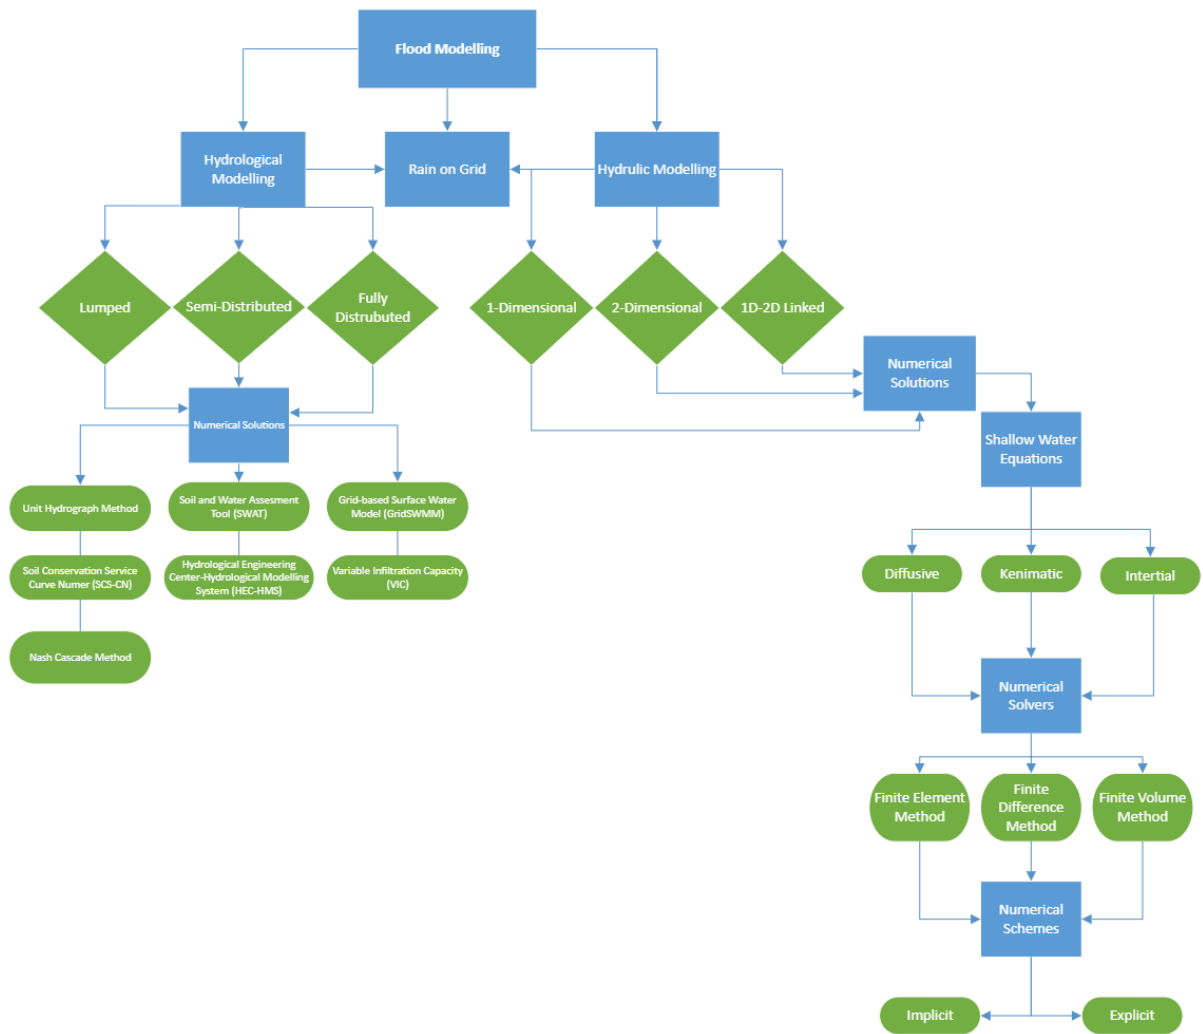 Flood Modelling
Hydrological
Modelling
Rain on Grid
Hydrulic Modelling
Lumped
Semi-Distributed
Fully
Distrubuted
1-Dimensional
2-Dimensional
1D-2D Linked
Numerical
Solutions
Numerical Solutions
Shallow Water
Equations
Unit Hydrograph Method
Soil and Water Assesment
Tool (SWAT)
Grid-based Surface Water
Model (GridSWMM)
Soil Conservation Service
Curve Numer (SCS-CN)
Hydrological Engineering
Center-Hydrological Modelling
System (HEC-HMS)
Variable Infiltration Capacity
(VIC)
Nash Cascade Method
Diffusive
Kenimatic
Intertial
Numerical
Solvers
Finite Element
Method
Finite
Difference
Method
Finite Volume
Method
Numerical
Schemes
Implicit
Explicit